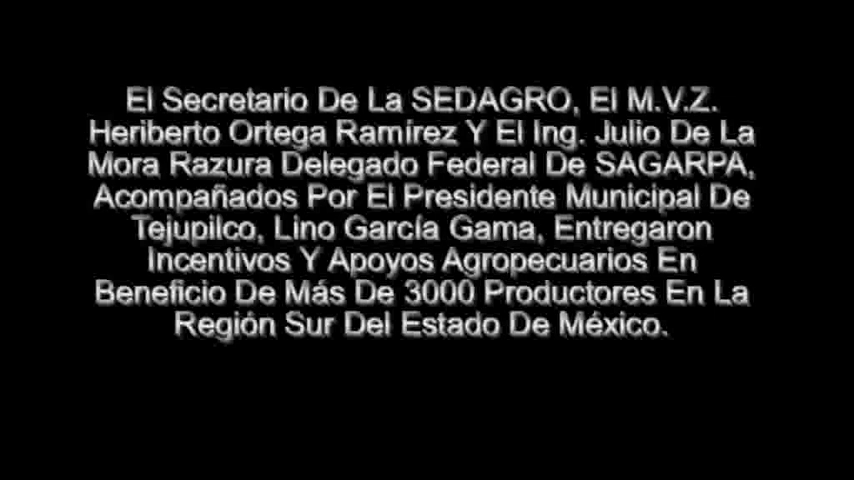 El Secretario De La SEDAGRO, El M.V.Z.
Heriberto Ortega Ramírez Y El Ing. Julio De La
Mora Razura Delegado Federal De SAGARPA,
Acompañados Por El Presidente Municipal De
Tejupilco, Lino García Gama, Entregaron
Incentivos Y Apoyos Agropecuarios En
Beneficio De Más De 3000 Productores En La
Región Sur Del Estado De México.